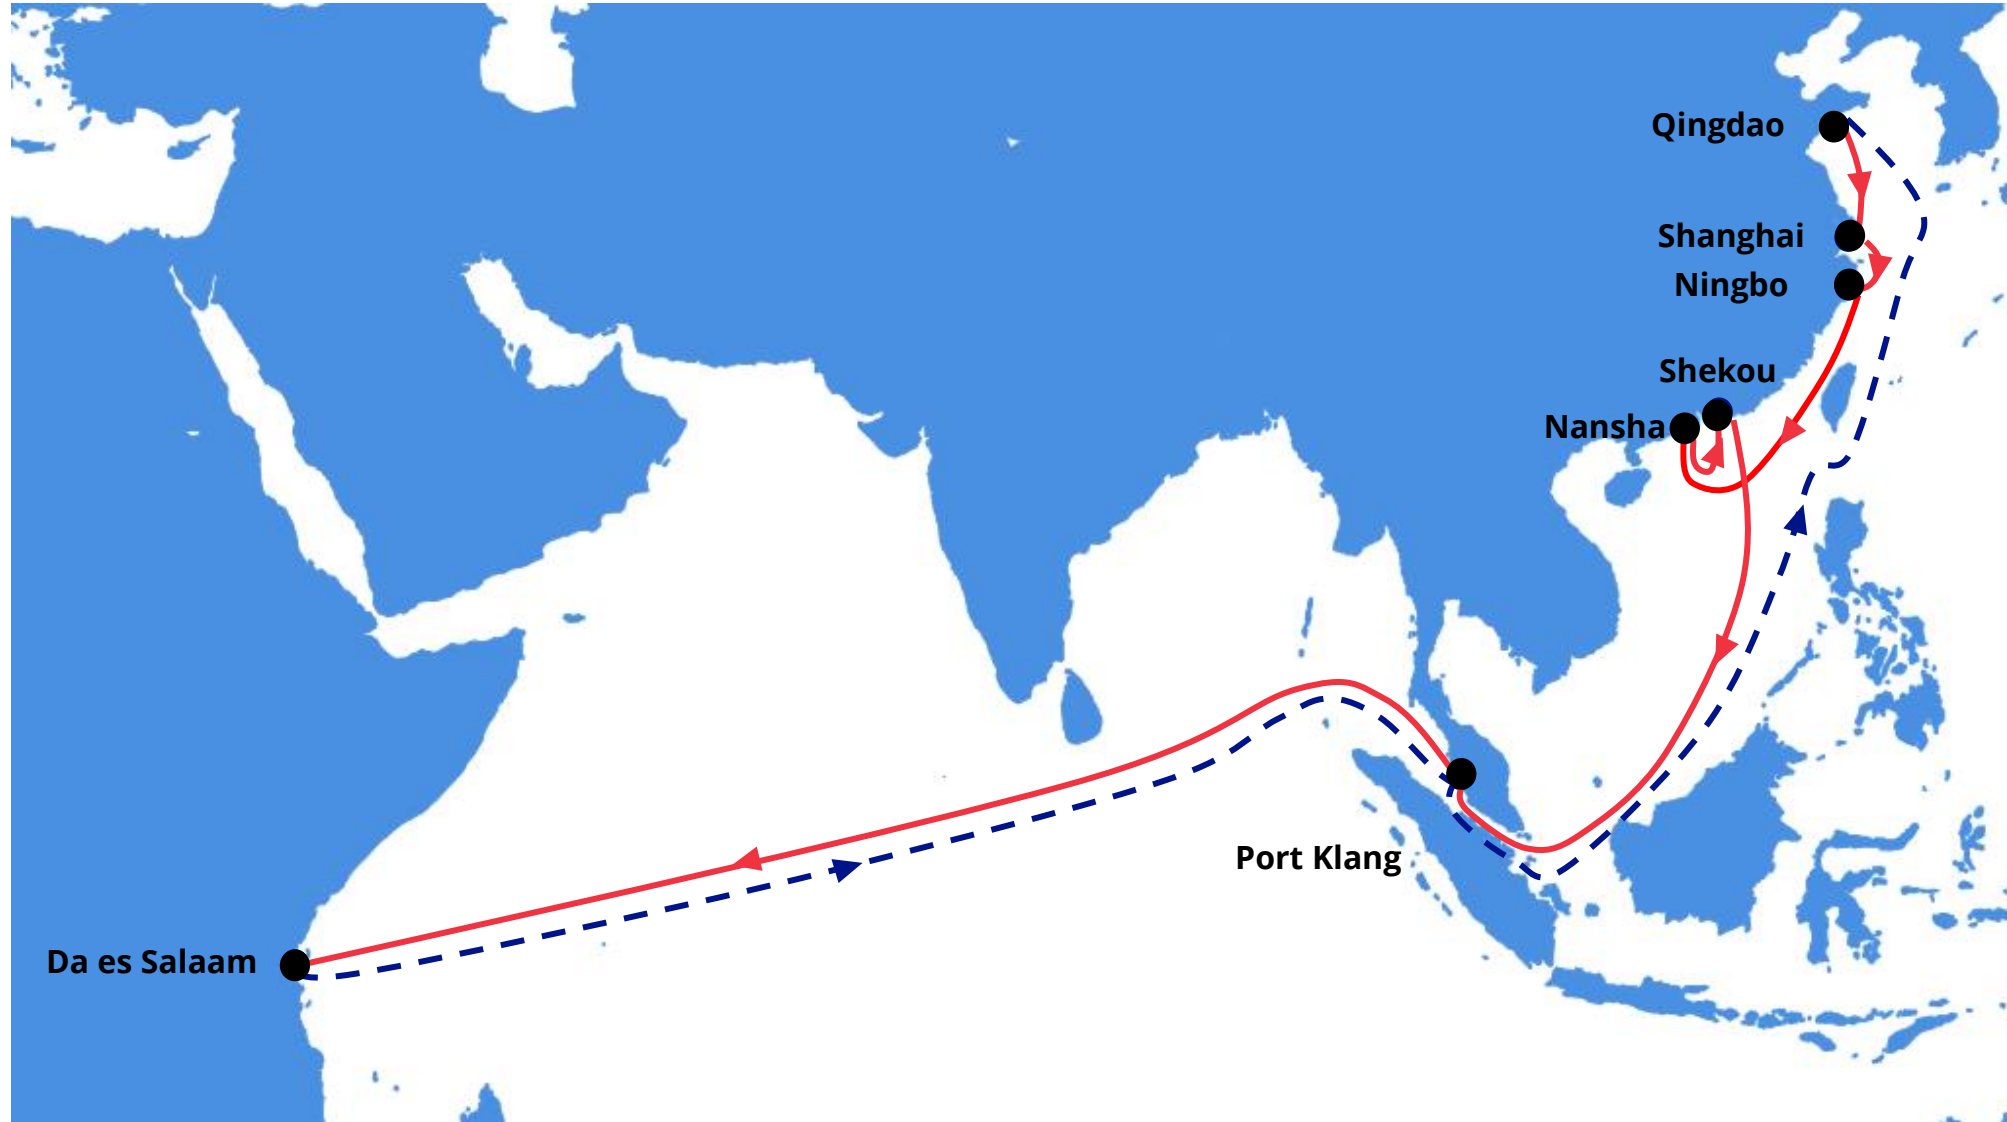 Qingdao
Shanghai
Ningbo
Shekou
Nansha
Port Klang
Da es Salaam